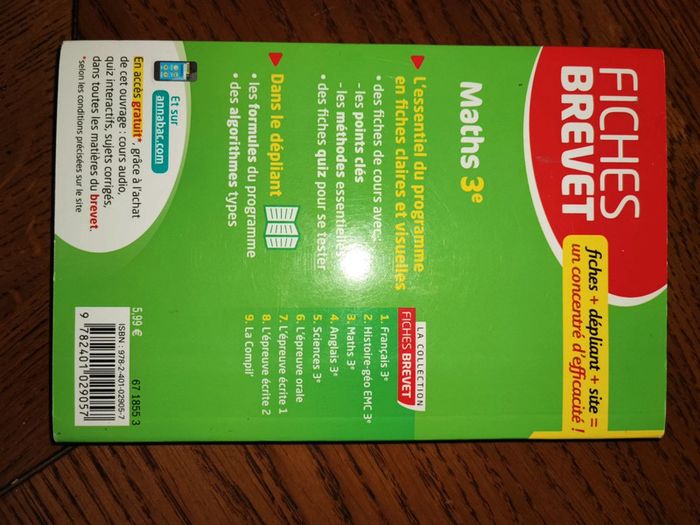 FICHES
BREVET
fiches + dépliant + site =
un concentré d'efficacité !
Maths 3e
L'essentiel du programme
en fiches claires et visuelles
• des fiches de cours avec :
- les points clés
- les méthodes essentielles
• des fiches quiz pour se tester
Dans le dépliant
• les formules du programme
• des algorithmes types
LA COLLECTION
FICHES BREVET
1. Français 3e
2. Histoire-géo EMC 3e
3. Maths 3e
4. Anglais 3e
5. Sciences 3e
6. L'épreuve orale
7. L'épreuve écrite 1
8. L'épreuve écrite 2
9. La Compil'
Et sur
annabac.com
En accès gratuit*, grâce à l'achat
de cet ouvrage : cours audio,
quiz interactifs, sujets corrigés,
dans toutes les matières du brevet.
*selon les conditions précisées sur le site
5,99 €
67 1855 3
ISBN : 978-2-401-02905-7
9 782401 029057